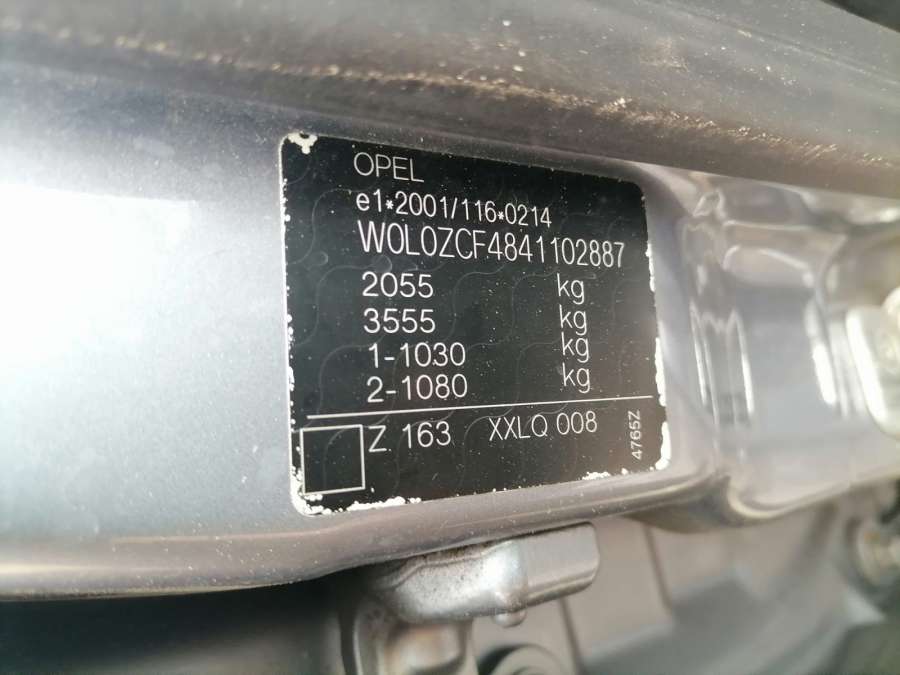 OPEL
e1*2001/116*0214
W0L0ZCF4841102887
2055 kg
3555 kg
1-1030 kg
2-1080 kg
Z 163 XXLQ 008
4765Z